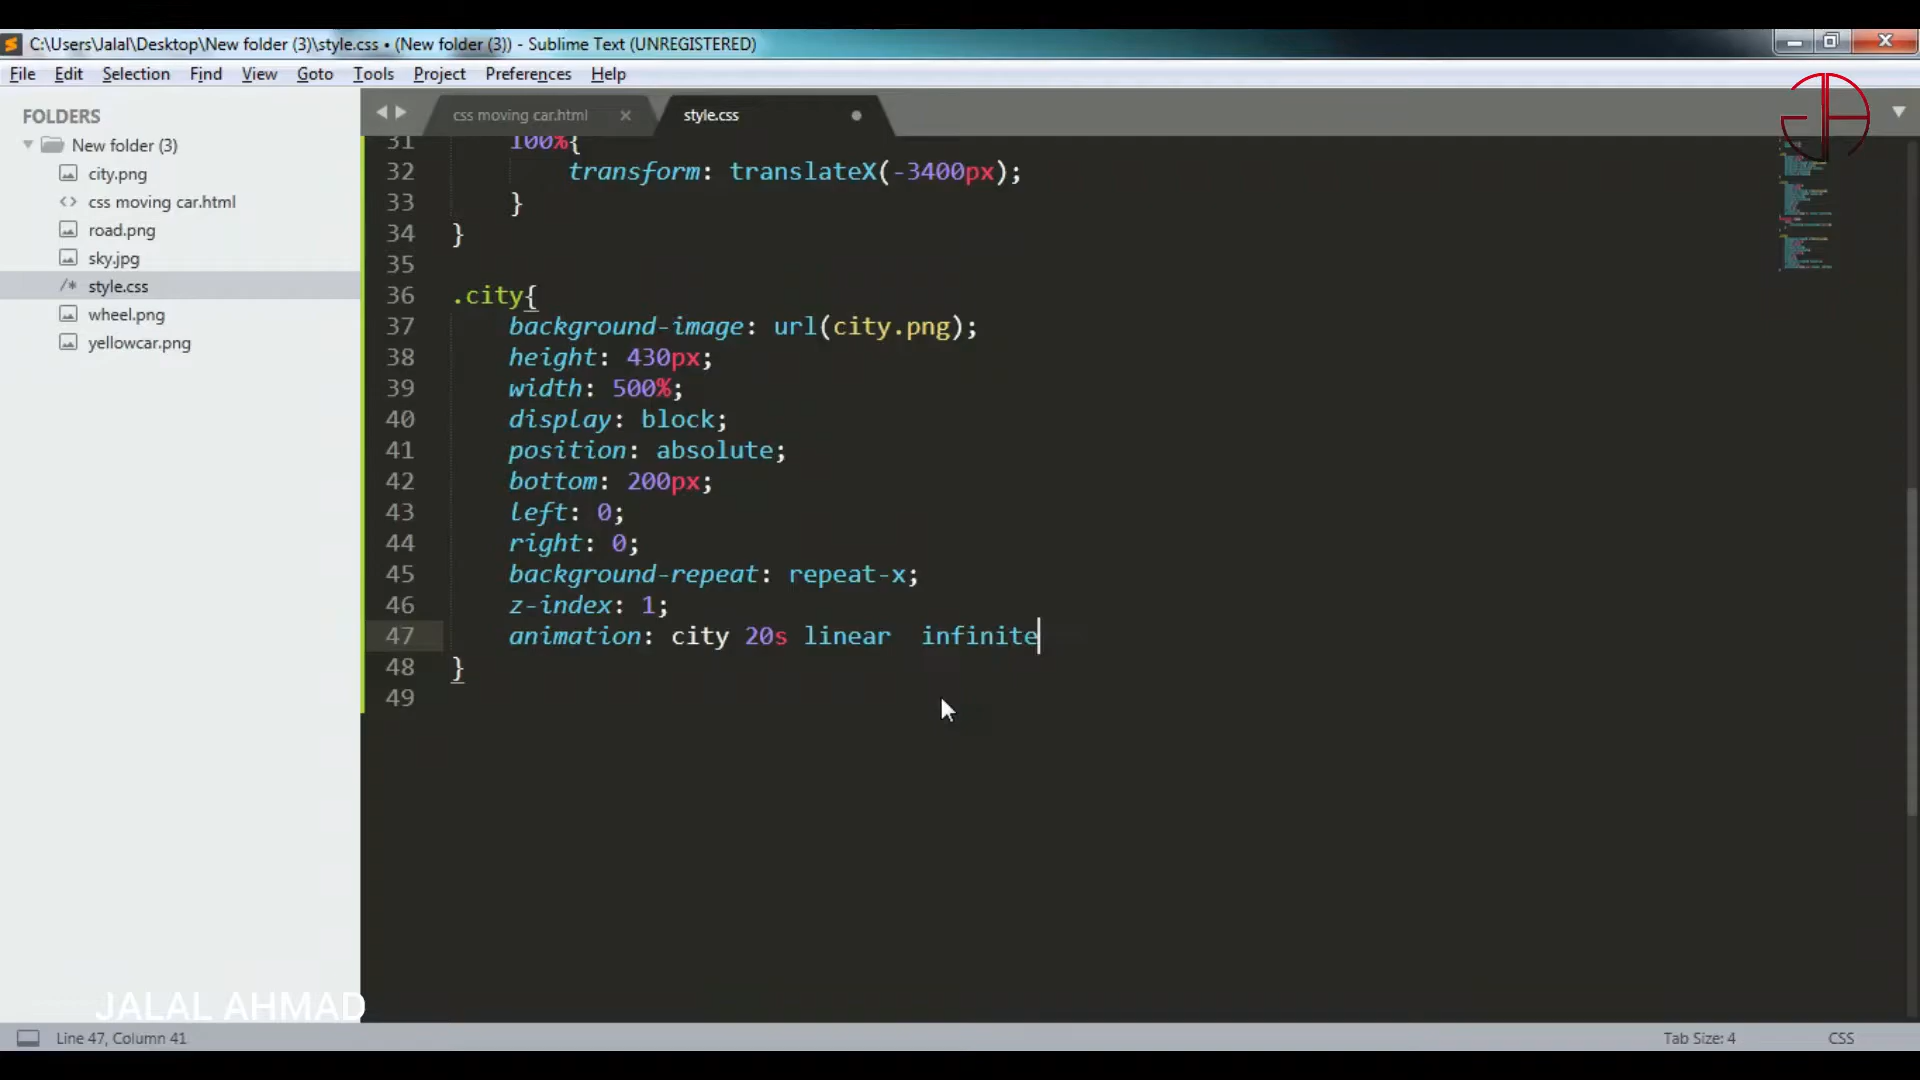 C:\Users\Jalal\Desktop\New folder (3)\style.css • (New folder (3)) - Sublime Text (UNREGISTERED)
File Edit Selection Find View Goto Tools Project Preferences Help
FOLDERS
New folder (3)
city.png
css moving car.html
road.png
sky.jpg
style.css
wheel.png
yellowcar.png
css moving car.html
style.css
31 100%{
32 transform: translateX(-3400px);
33 }
34 }
35
36 .city{
37 background-image: url(city.png);
38 height: 430px;
39 width: 500%;
40 display: block;
41 position: absolute;
42 bottom: 200px;
43 left: 0;
44 right: 0;
45 background-repeat: repeat-x;
46 z-index: 1;
47 animation: city 20s linear  infinite
48 }
49
JALAL AHMAD
Line 47, Column 41
Tab Size: 4
CSS